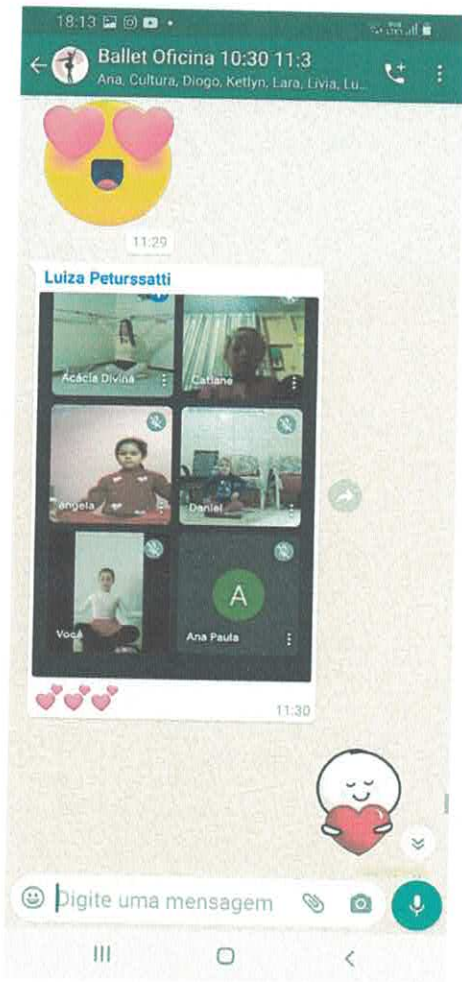 18:13
Ballet Oficina 10:30 11:3
Ana, Cultura, Diogo, Ketlyn, Lara, Livia, Lu...
11:29
Luiza Peturssatti
Acácia Divina
Catiane
angela
Daniel
Você
A
Ana Paula
11:30
Digite uma mensagem